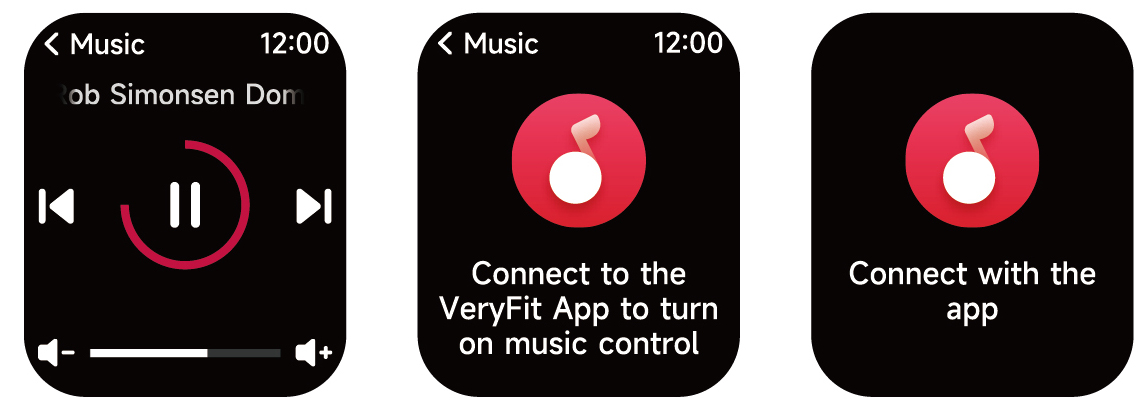 Music 12:00
ob Simonsen Dom
Music 12:00
Connect to the
VeryFit App to turn
on music control
Connect with the
app